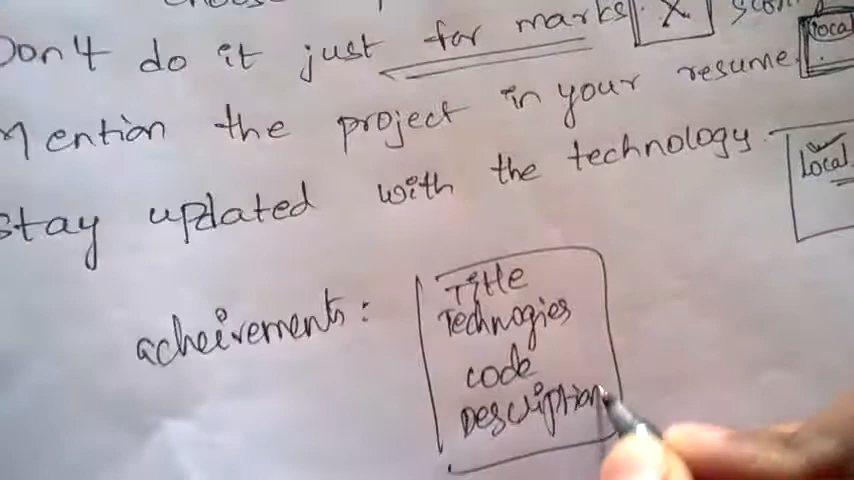 Don't do it just for marks X
local
Mention the project in your resume
stay updated with the technology
local
acheirements:
Title
Technogies
code
Description